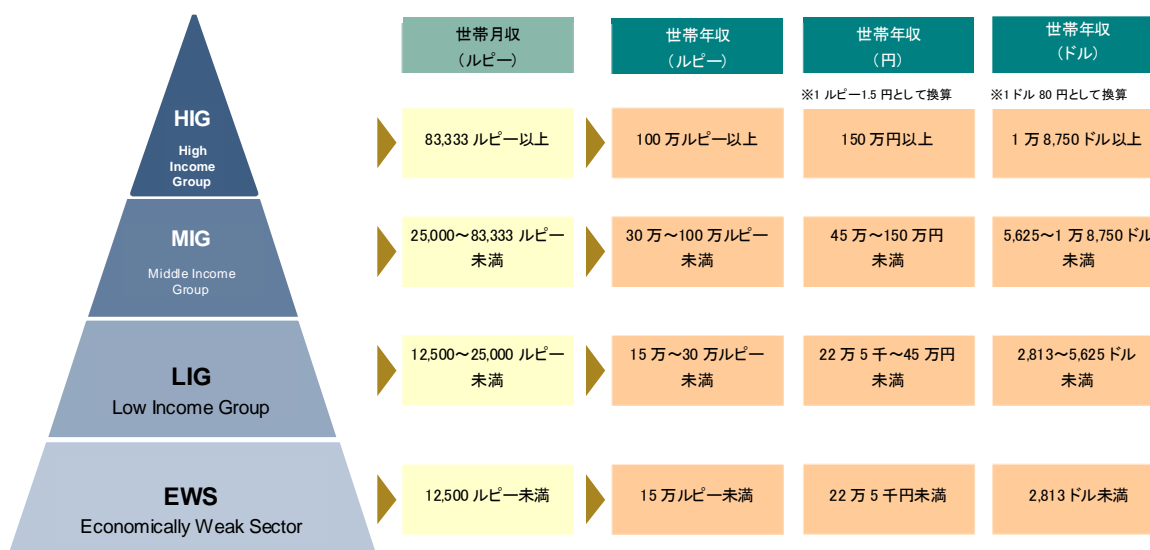 世帯月収
(ルピー)
世帯年収
(ルピー)
世帯年収
(円)
世帯年収
(ドル)
※1 ルピー1.5 円として換算
※1 ドル 80 円として換算
HIG
High
Income
Group
83,333 ルピー以上
100 万ルピー以上
150 万円以上
1 万 8,750 ドル以上
MIG
Middle Income
Group
25,000～83,333 ルピー
未満
30 万～100 万ルピー
未満
45 万～150 万円
未満
5,625～1 万 8,750 ドル
未満
LIG
Low Income Group
12,500～25,000 ルピー
未満
15 万～30 万ルピー
未満
22 万 5 千～45 万円
未満
2,813～5,625 ドル
未満
EWS
Economically Weak Sector
12,500 ルピー未満
15 万ルピー未満
22 万 5 千円未満
2,813 ドル未満